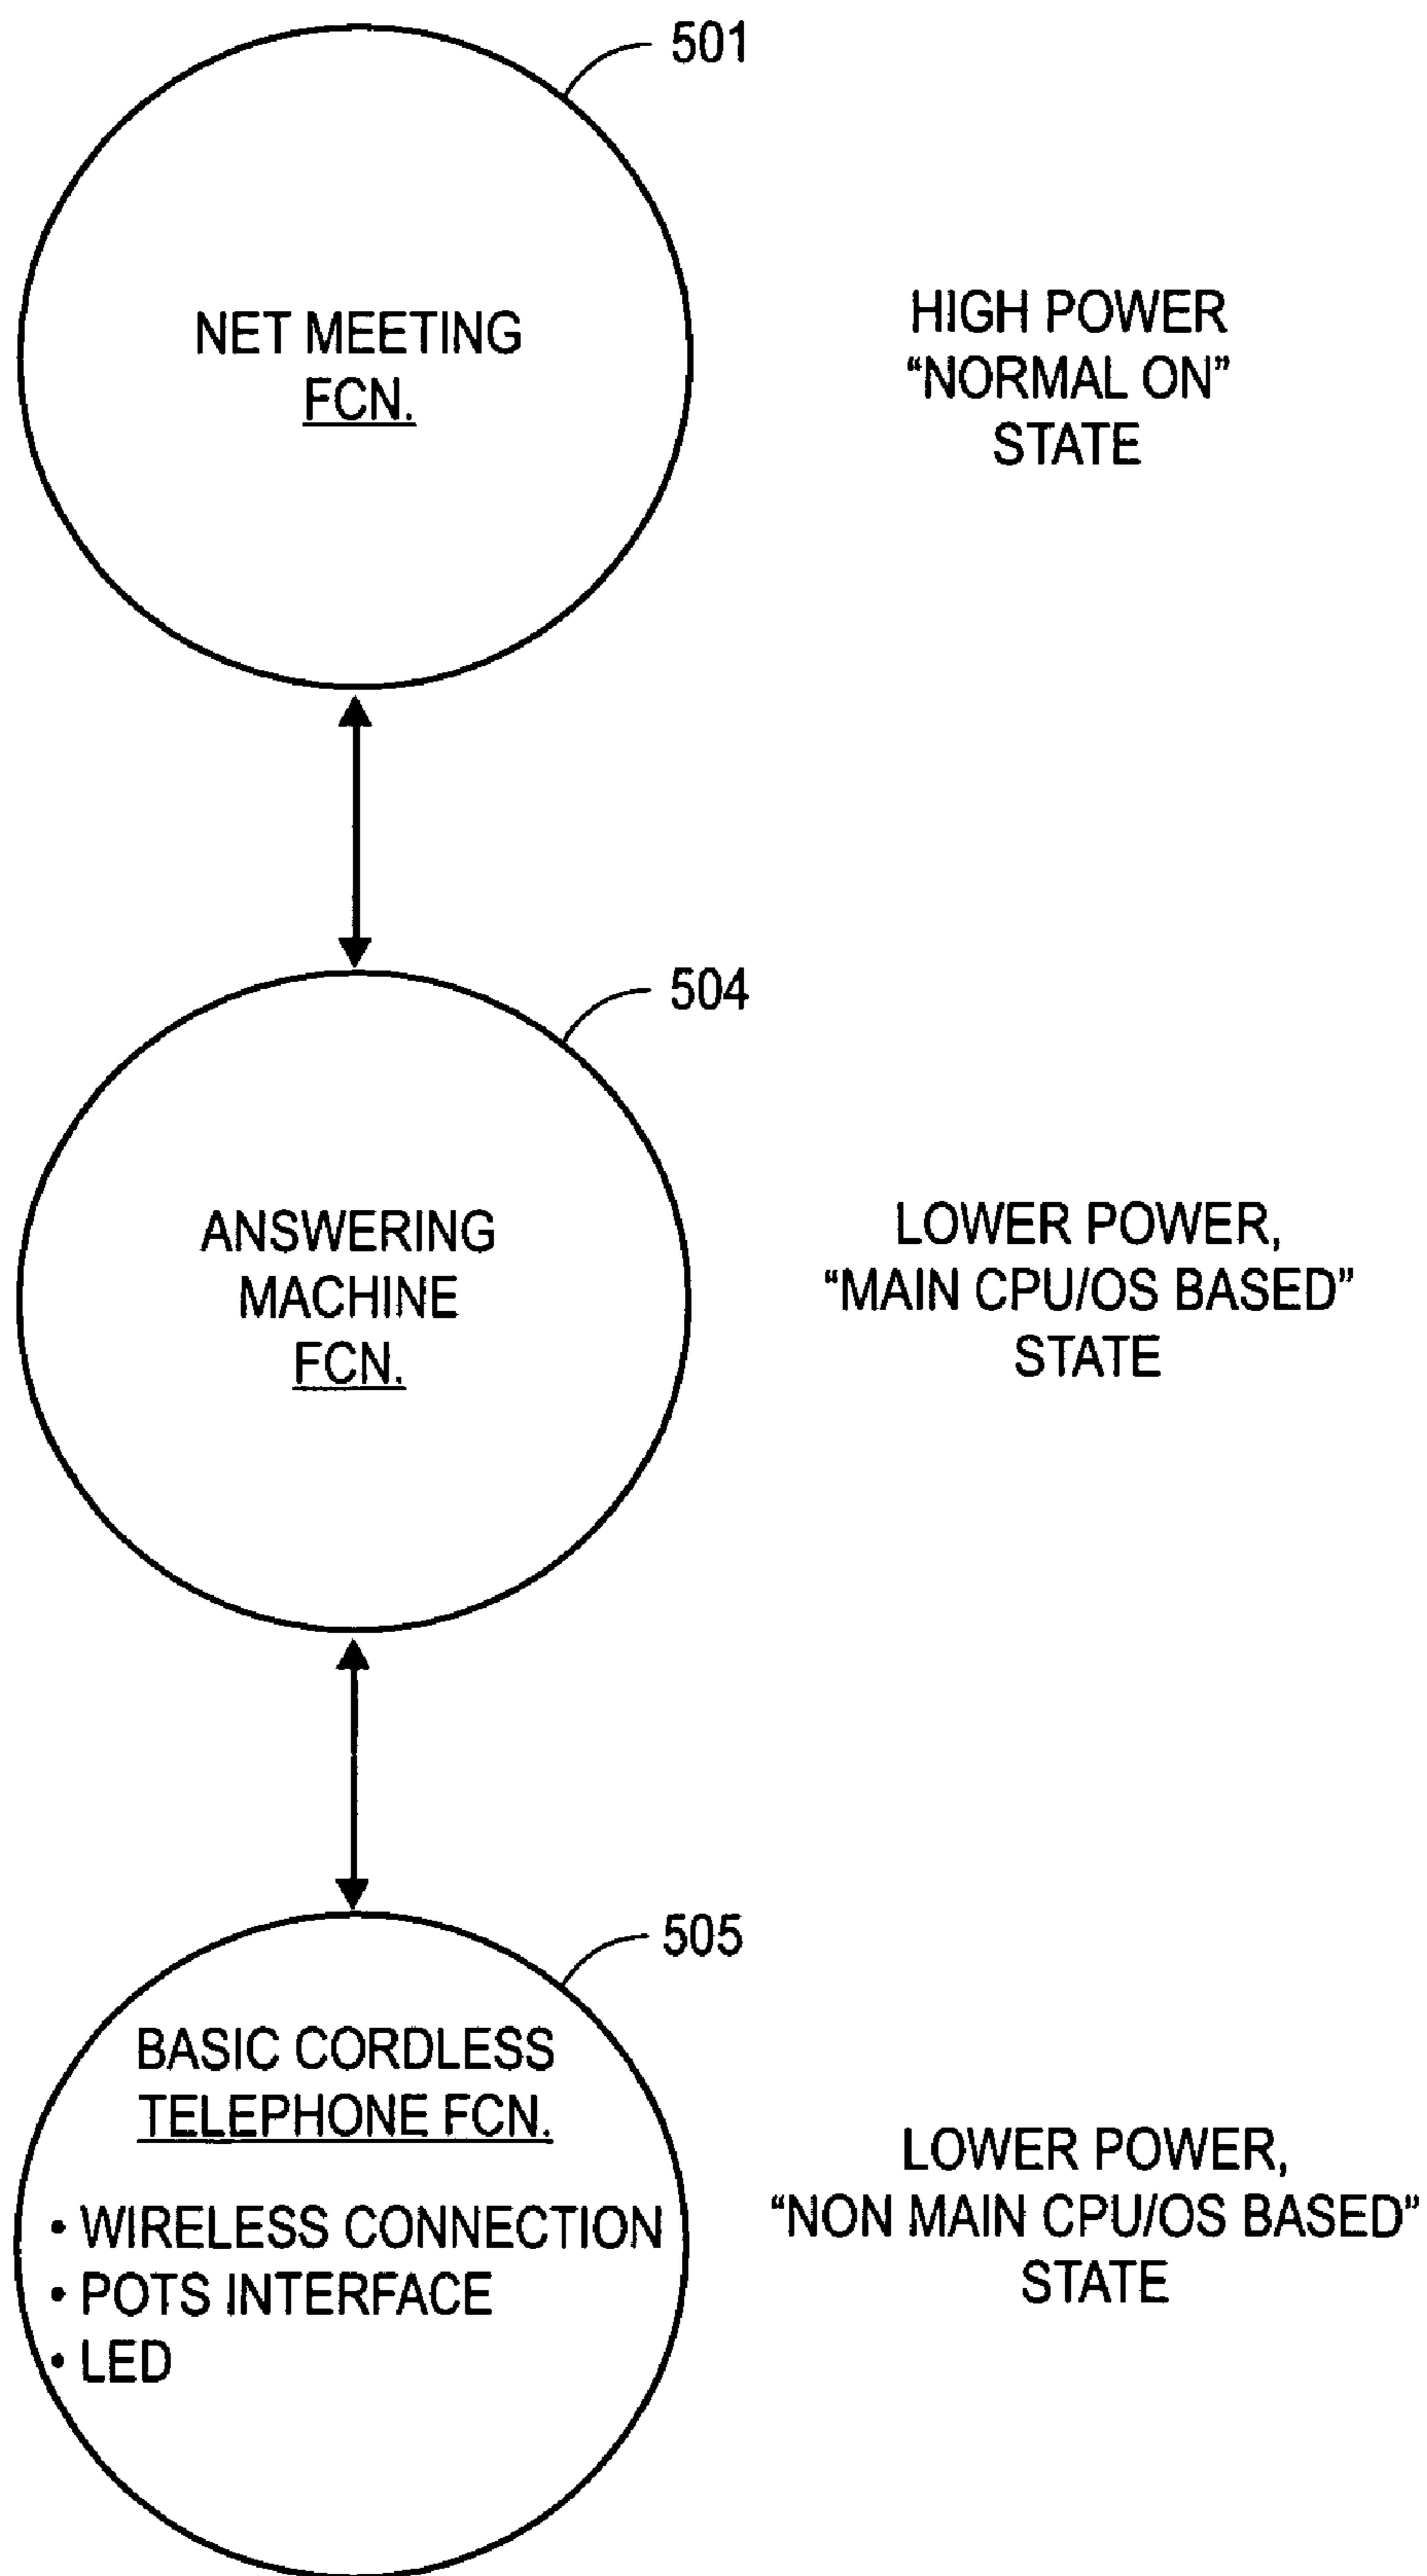 501
NET MEETING
FCN.
HIGH POWER
“NORMAL ON”
STATE
504
ANSWERING
MACHINE
FCN.
LOWER POWER,
“MAIN CPU/OS BASED”
STATE
505
BASIC CORDLESS
TELEPHONE FCN.
• WIRELESS CONNECTION
• POTS INTERFACE
• LED
LOWER POWER,
“NON MAIN CPU/OS BASED”
STATE